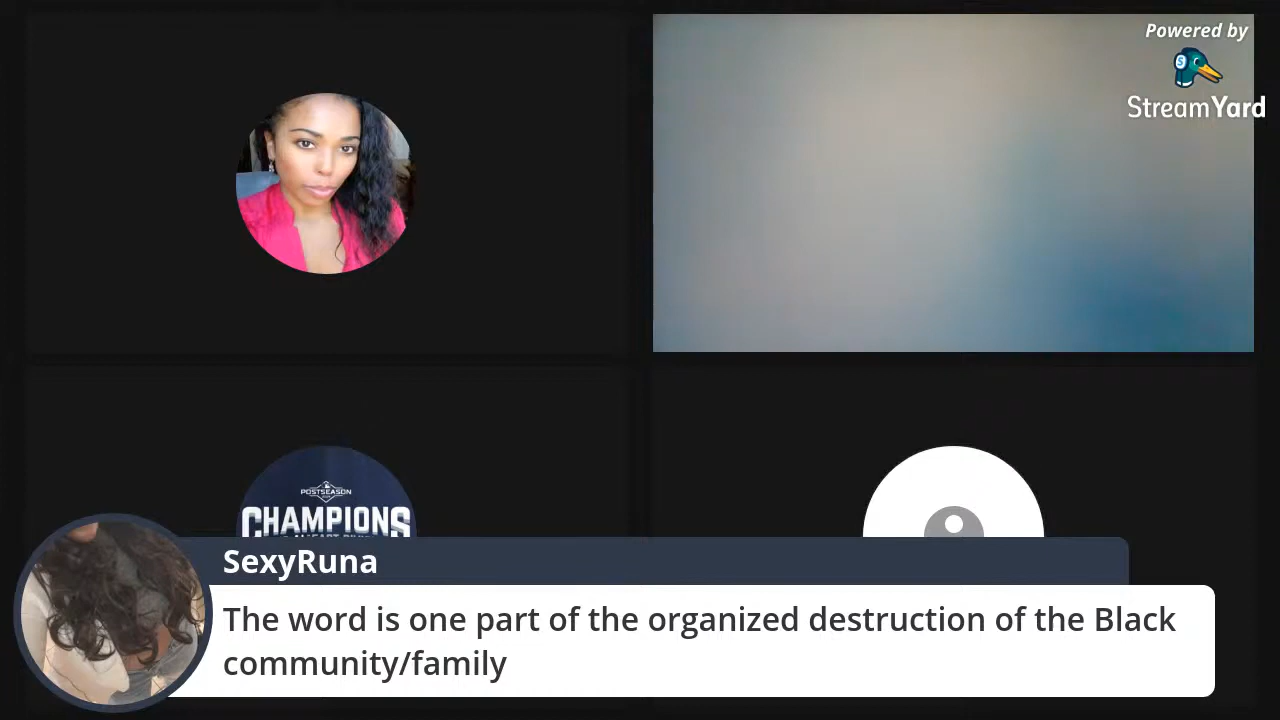 Powered by
StreamYard
POSTSEASON
CHAMPIONS
SexyRuna
The word is one part of the organized destruction of the Black
community/family